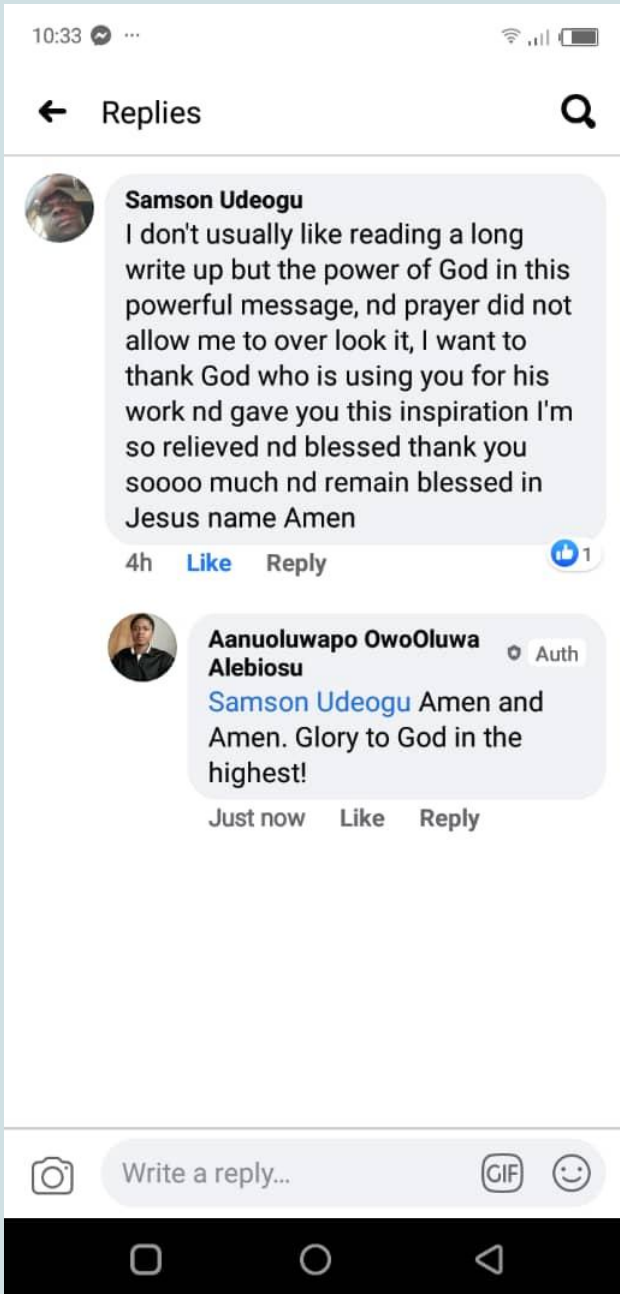 10:33 ...
Replies
Samson Udeogu
I don't usually like reading a long
write up but the power of God in this
powerful message, nd prayer did not
allow me to over look it, I want to
thank God who is using you for his
work nd gave you this inspiration I'm
so relieved nd blessed thank you
soooo much nd remain blessed in
Jesus name Amen
4h Like Reply 1
Aanuoluwapo OwoOluwa
Alebiosu
Auth
Samson Udeogu Amen and
Amen. Glory to God in the
highest!
Just now Like Reply
Write a reply... GIF